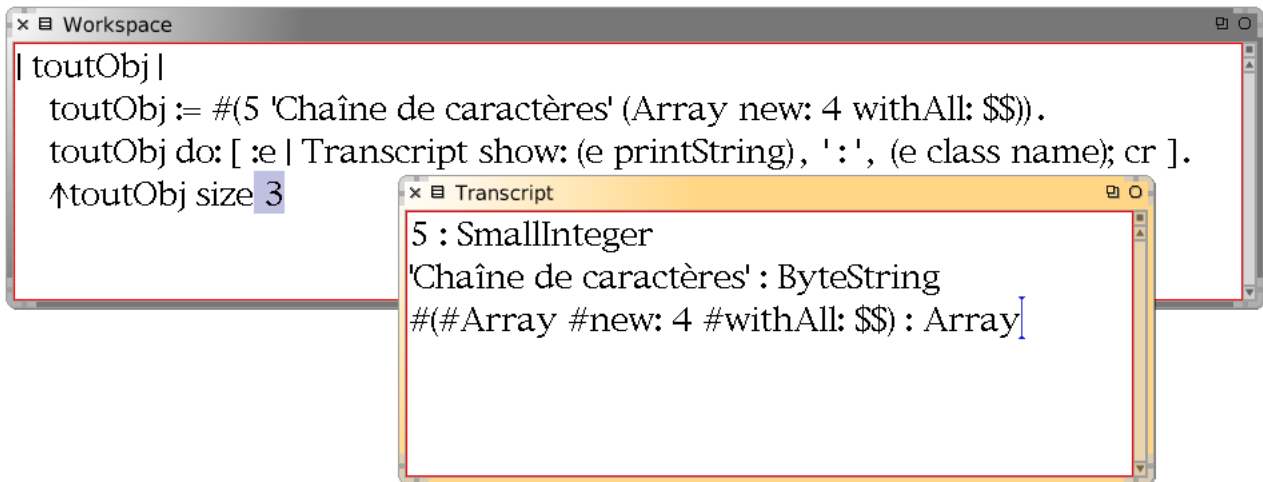 Workspace
| toutObj |
toutObj := #(5 'Chaîne de caractères' (Array new: 4 withAll: $$)).
toutObj do: [ :e | Transcript show: (e printString), ' : ', (e class name); cr ].
↑toutObj size 3
Transcript
5 : SmallInteger
'Chaîne de caractères' : ByteString
#(#Array #new: 4 #withAll: $$) : Array